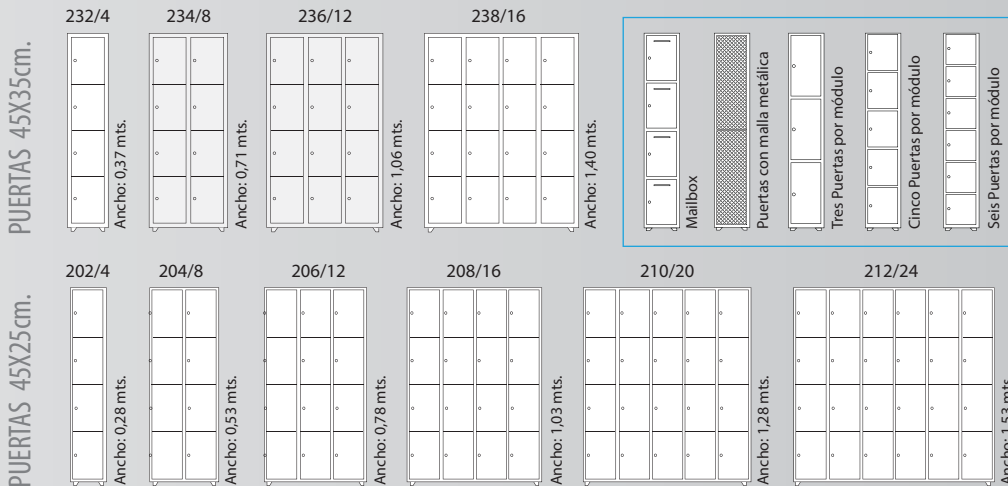 PUERTAS 45X35cm.
232/4
Ancho: 0,37 mts.
234/8
Ancho: 0,71 mts.
236/12
Ancho: 1,06 mts.
238/16
Ancho: 1,40 mts.
Mailbox
Puertas con malla metálica
Tres Puertas por módulo
Cinco Puertas por módulo
Seis Puertas por módulo
PUERTAS 45X25cm.
202/4
Ancho: 0,28 mts.
204/8
Ancho: 0,53 mts.
206/12
Ancho: 0,78 mts.
208/16
Ancho: 1,03 mts.
210/20
Ancho: 1,28 mts.
212/24
Ancho: 1,53 mts.